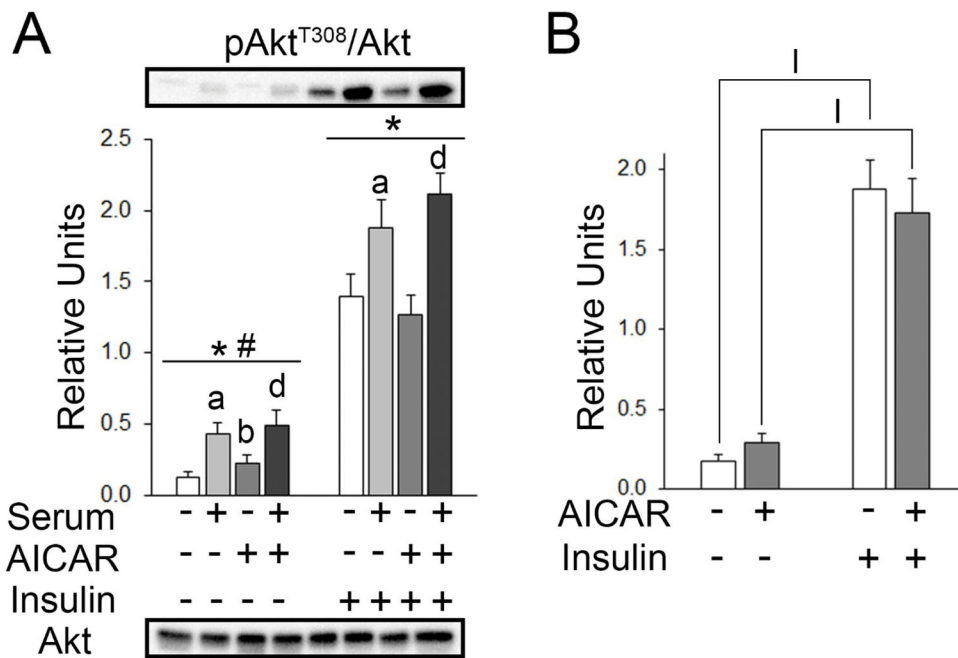 A
B
pAktT308/Akt
I
I
*
2.5
d
a
2.0
2.0
1.5
1.5
* #
1.0
1.0
d
a
b
0.5
0.5
0.0
0.0
Relative Units
Relative Units
Serum - + - + - + - +
AICAR - - + + - - + +
Insulin - - - - + + + +
Akt
AICAR - + - +
Insulin - - + +